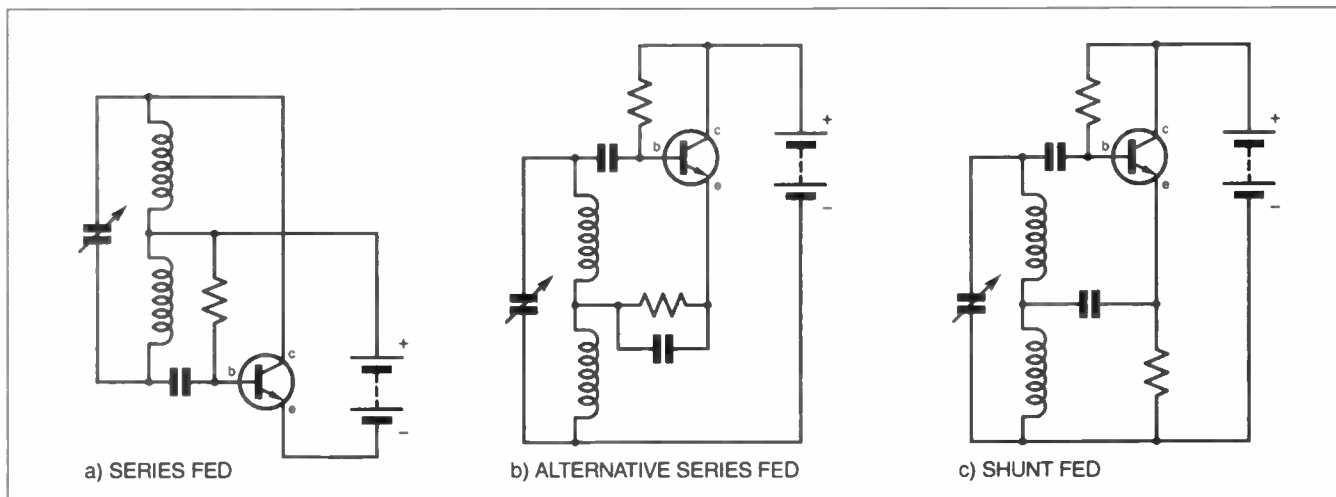 c
b
e
+
−
a) SERIES FED
c
b
e
+
−
b) ALTERNATIVE SERIES FED
c
b
e
+
−
c) SHUNT FED